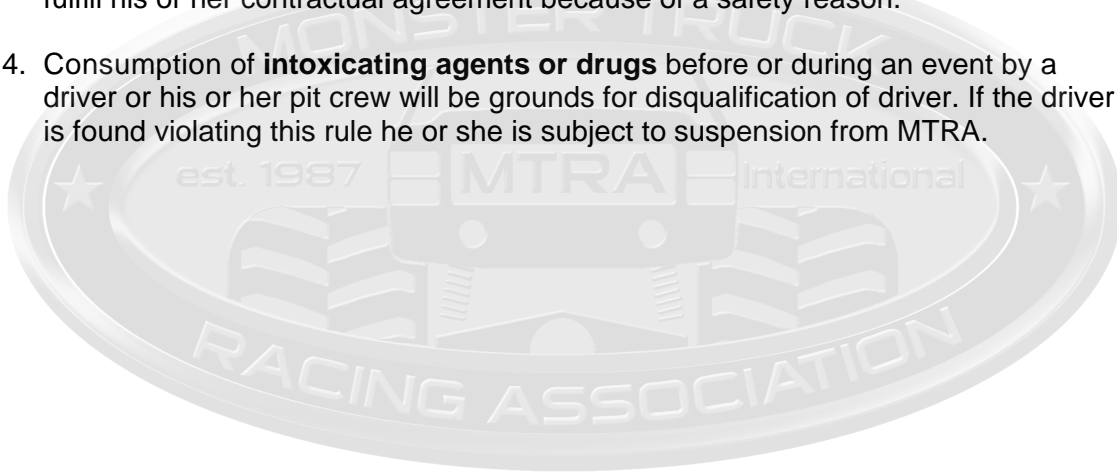 fulfill his or her contractual agreement because of a safety reason.
4. Consumption of intoxicating agents or drugs before or during an event by a
driver or his or her pit crew will be grounds for disqualification of driver. If the driver
is found violating this rule he or she is subject to suspension from MTRA.
MONSTER TRUCK
est. 1987 MTRA International
RACING ASSOCIATION